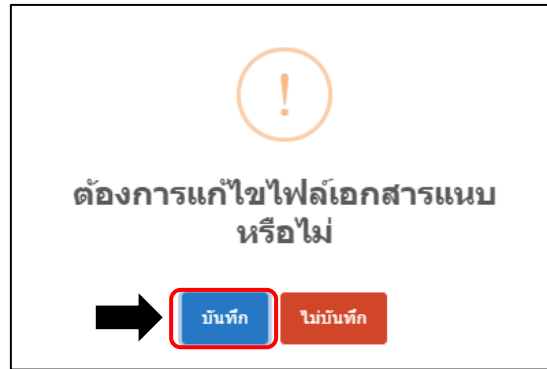 !
ต้องการแก้ไขไฟล์เอกสารแนบ
หรือไม่
บันทึก ไม่บันทึก